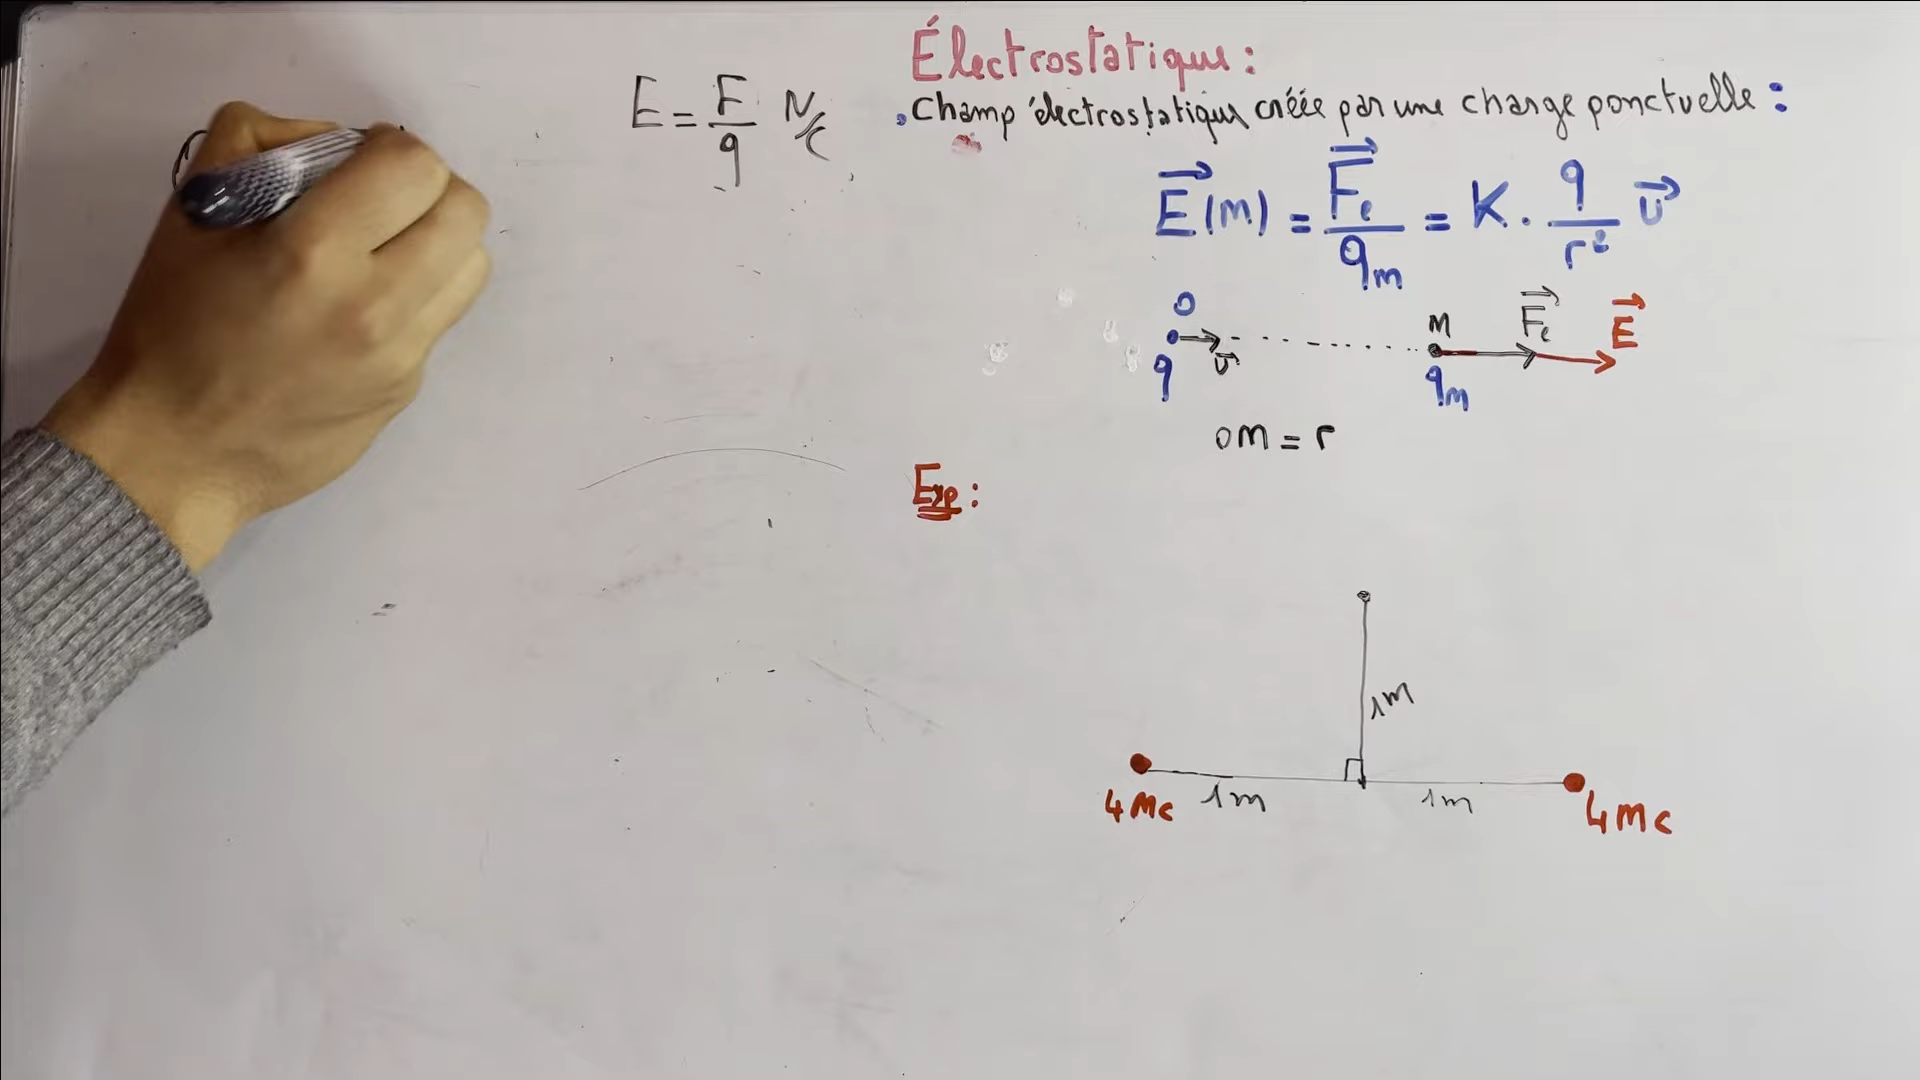 Électrostatique :
. Champ électrostatique créée par une charge ponctuelle :
E = F/q N/C
E(M) = Fe/qm = K . q/r² u
O
M Fe E
u
q qm
OM = r
Exp :
1m
4Mc 1m 1m 4Mc